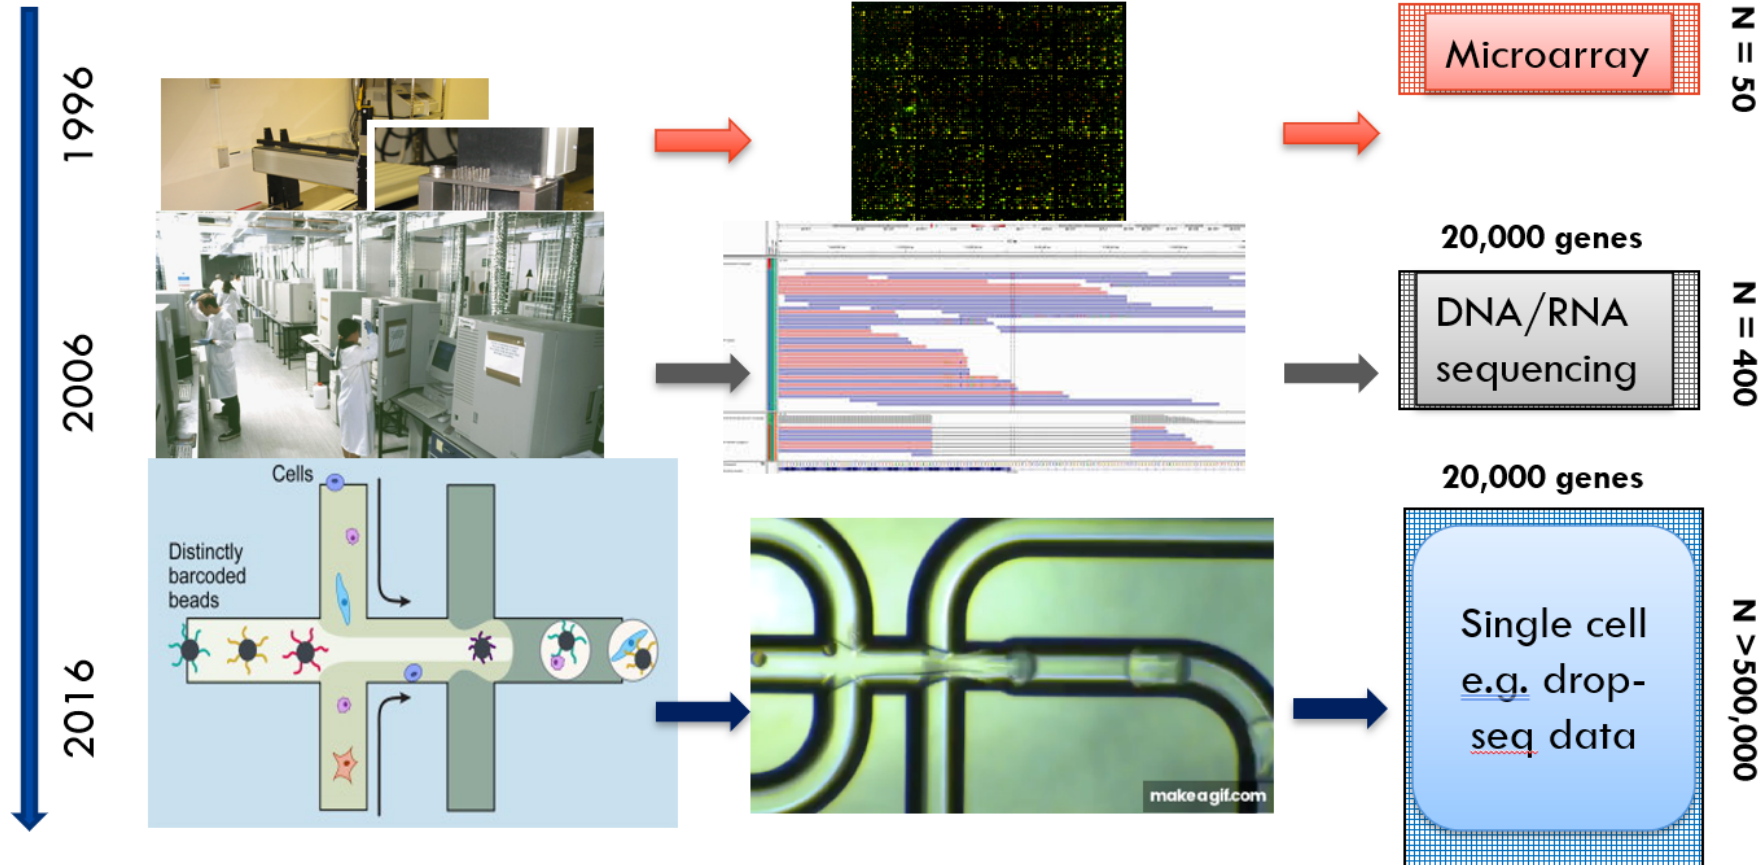 1996
Microarray
N = 50
2006
20,000 genes
DNA/RNA
sequencing
N = 400
2016
Cells
Distinctly
barcoded
beads
makeagif.com
20,000 genes
Single cell
e.g. drop-
seq data
N >500,000